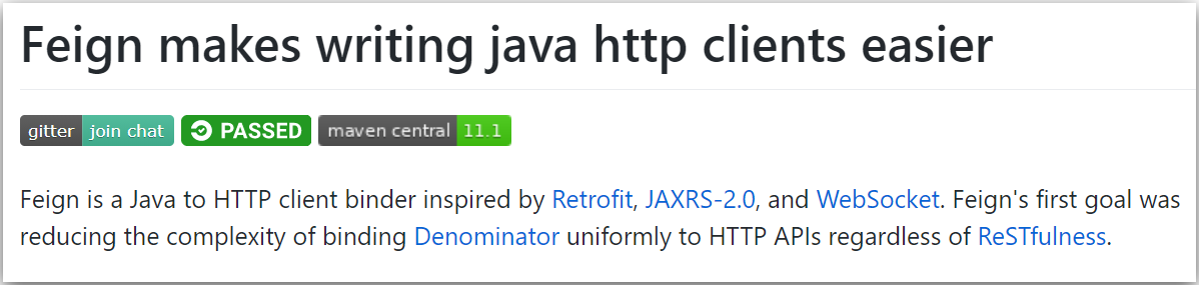 Feign makes writing java http clients easier
gitter join chat PASSED maven central 11.1
Feign is a Java to HTTP client binder inspired by Retrofit, JAXRS-2.0, and WebSocket. Feign's first goal was
reducing the complexity of binding Denominator uniformly to HTTP APIs regardless of ReSTfulness.